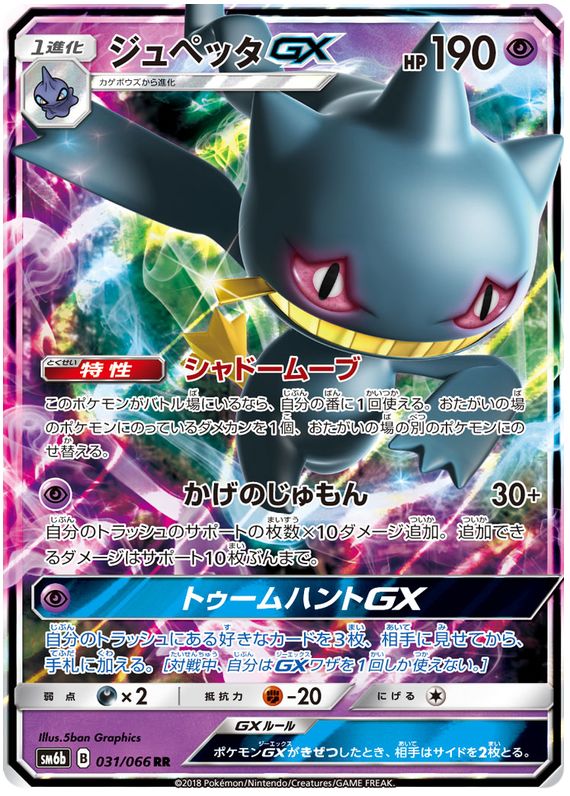 1進化
ジュペッタGX
HP190
カゲボウズから進化
特性 シャドームーブ
このポケモンがバトル場にいるなら、自分の番に1回使える。おたがいの場
のポケモンにのっているダメカンを1個、おたがいの場の別のポケモンにの
せ替える。
かげのじゅもん 30+
自分のトラッシュのサポートの枚数×10ダメージ追加。追加でき
るダメージはサポート10枚ぶんまで。
トゥームハントGX
自分のトラッシュにある好きなカードを3枚、相手に見せてから、
手札に加える。[対戦中、自分はGXワザを1回しか使えない。]
弱点 ×2 抵抗力 -20 にげる
Illus.5ban Graphics
GXルール
sm6b B 031/066 RR
ポケモンGXがきぜつしたとき、相手はサイドを2枚とる。
©2018 Pokémon/Nintendo/Creatures/GAME FREAK.